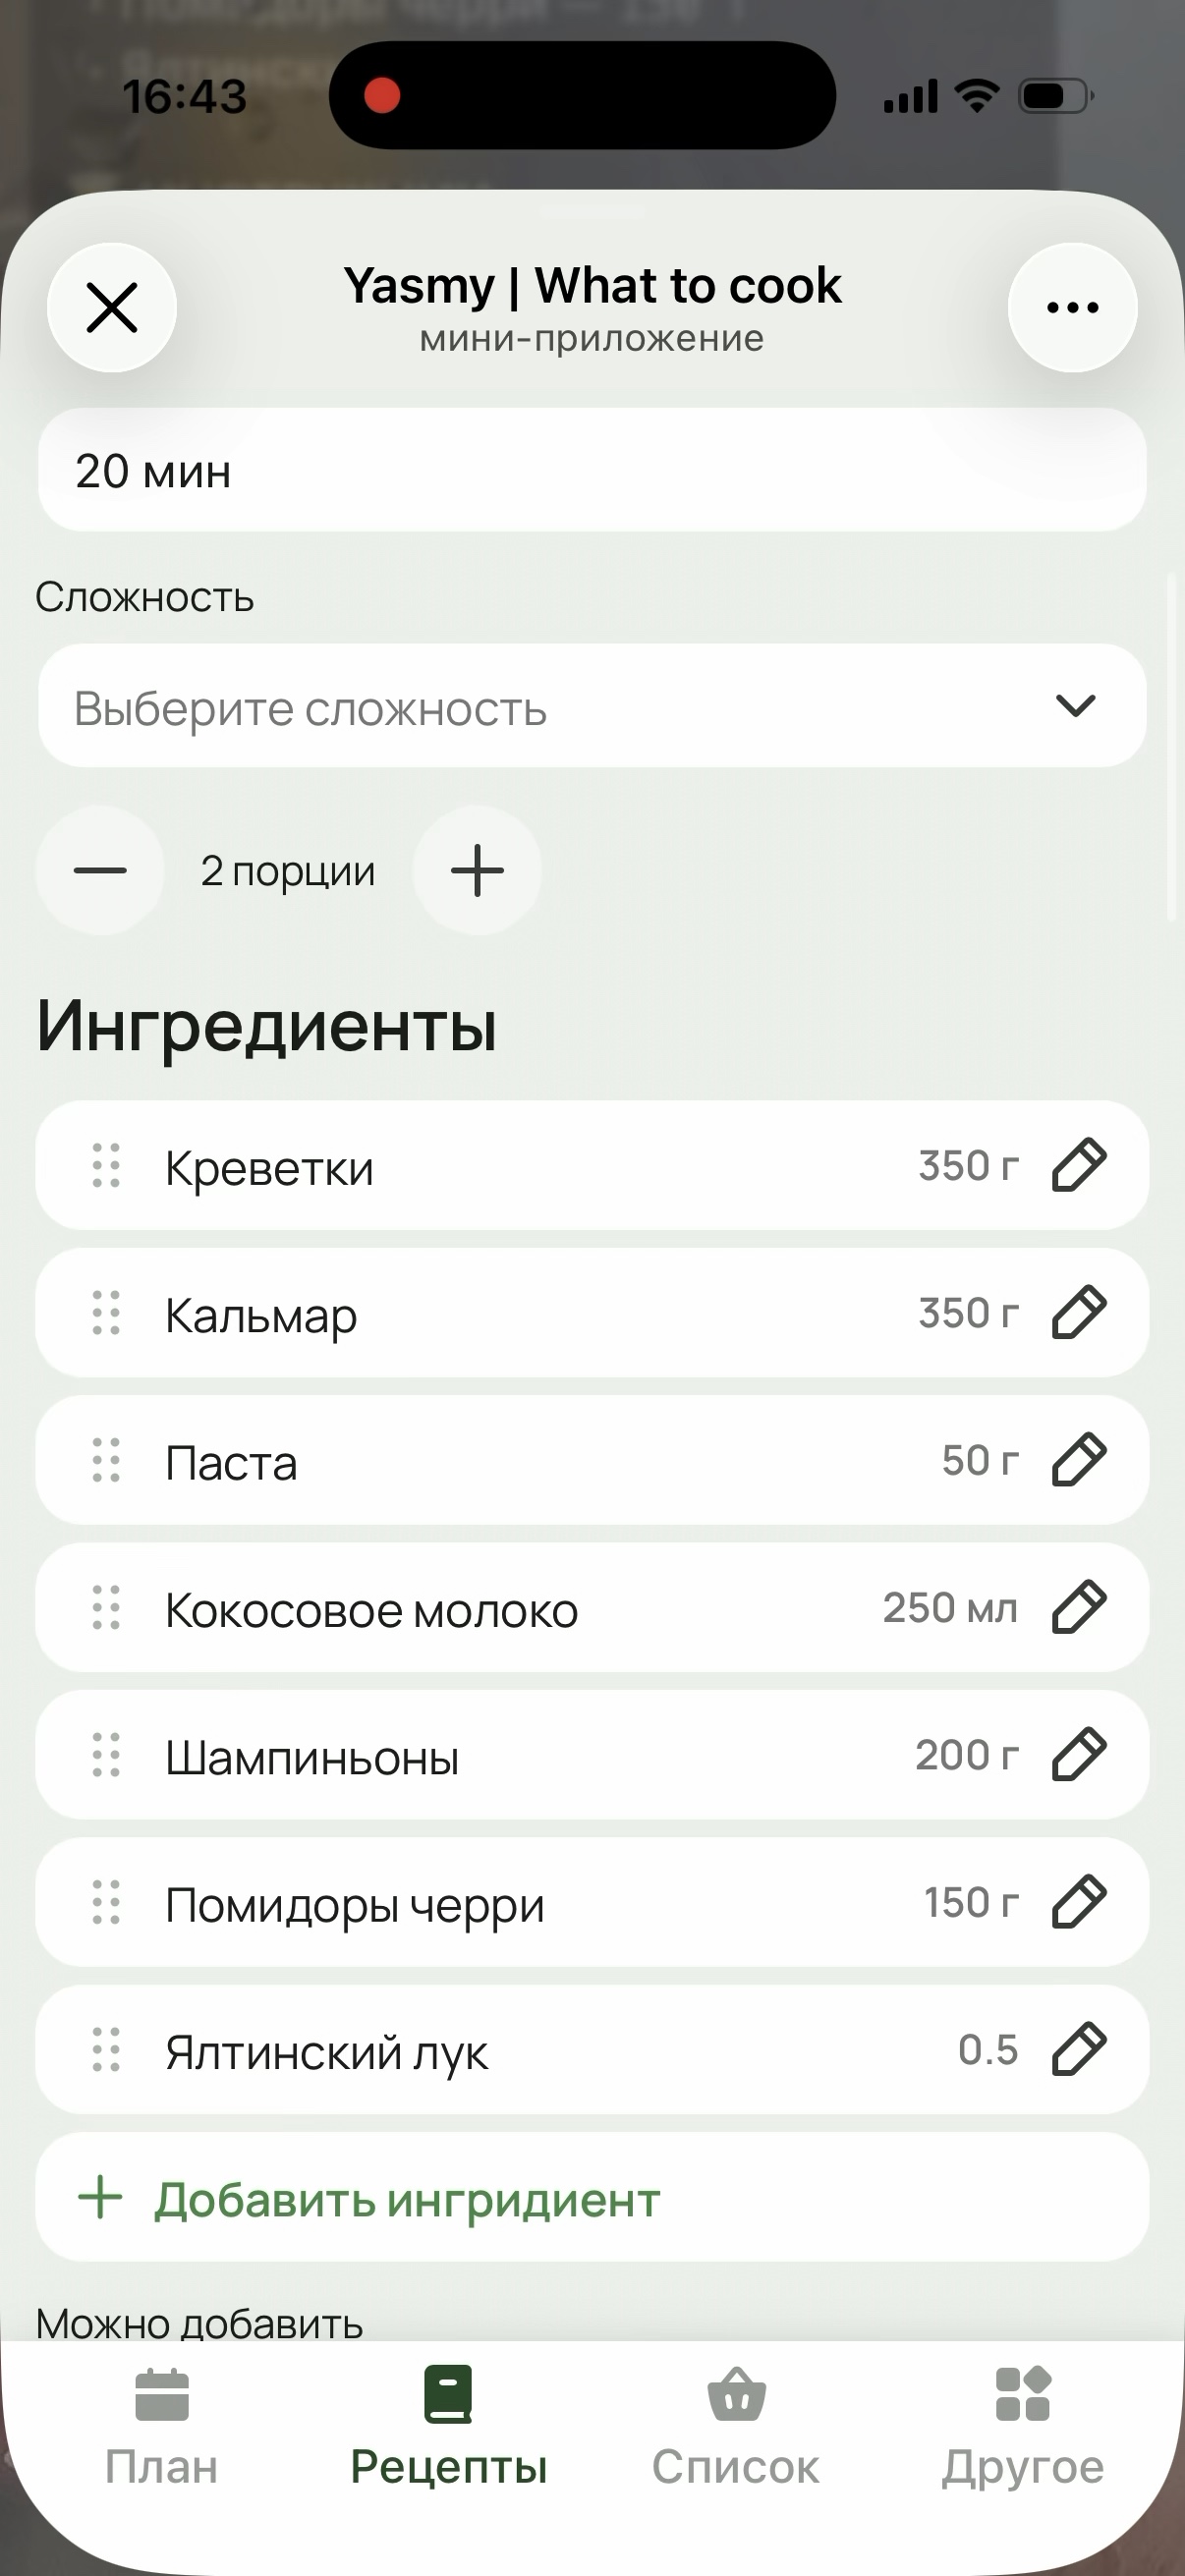 16:43
Yasmy | What to cook
мини-приложение
20 мин
Сложность
Выберите сложность
2 порции
Ингредиенты
Креветки 350 г
Кальмар 350 г
Паста 50 г
Кокосовое молоко 250 мл
Шампиньоны 200 г
Помидоры черри 150 г
Ялтинский лук 0.5
Добавить ингридиент
Можно добавить
План Рецепты Список Другое